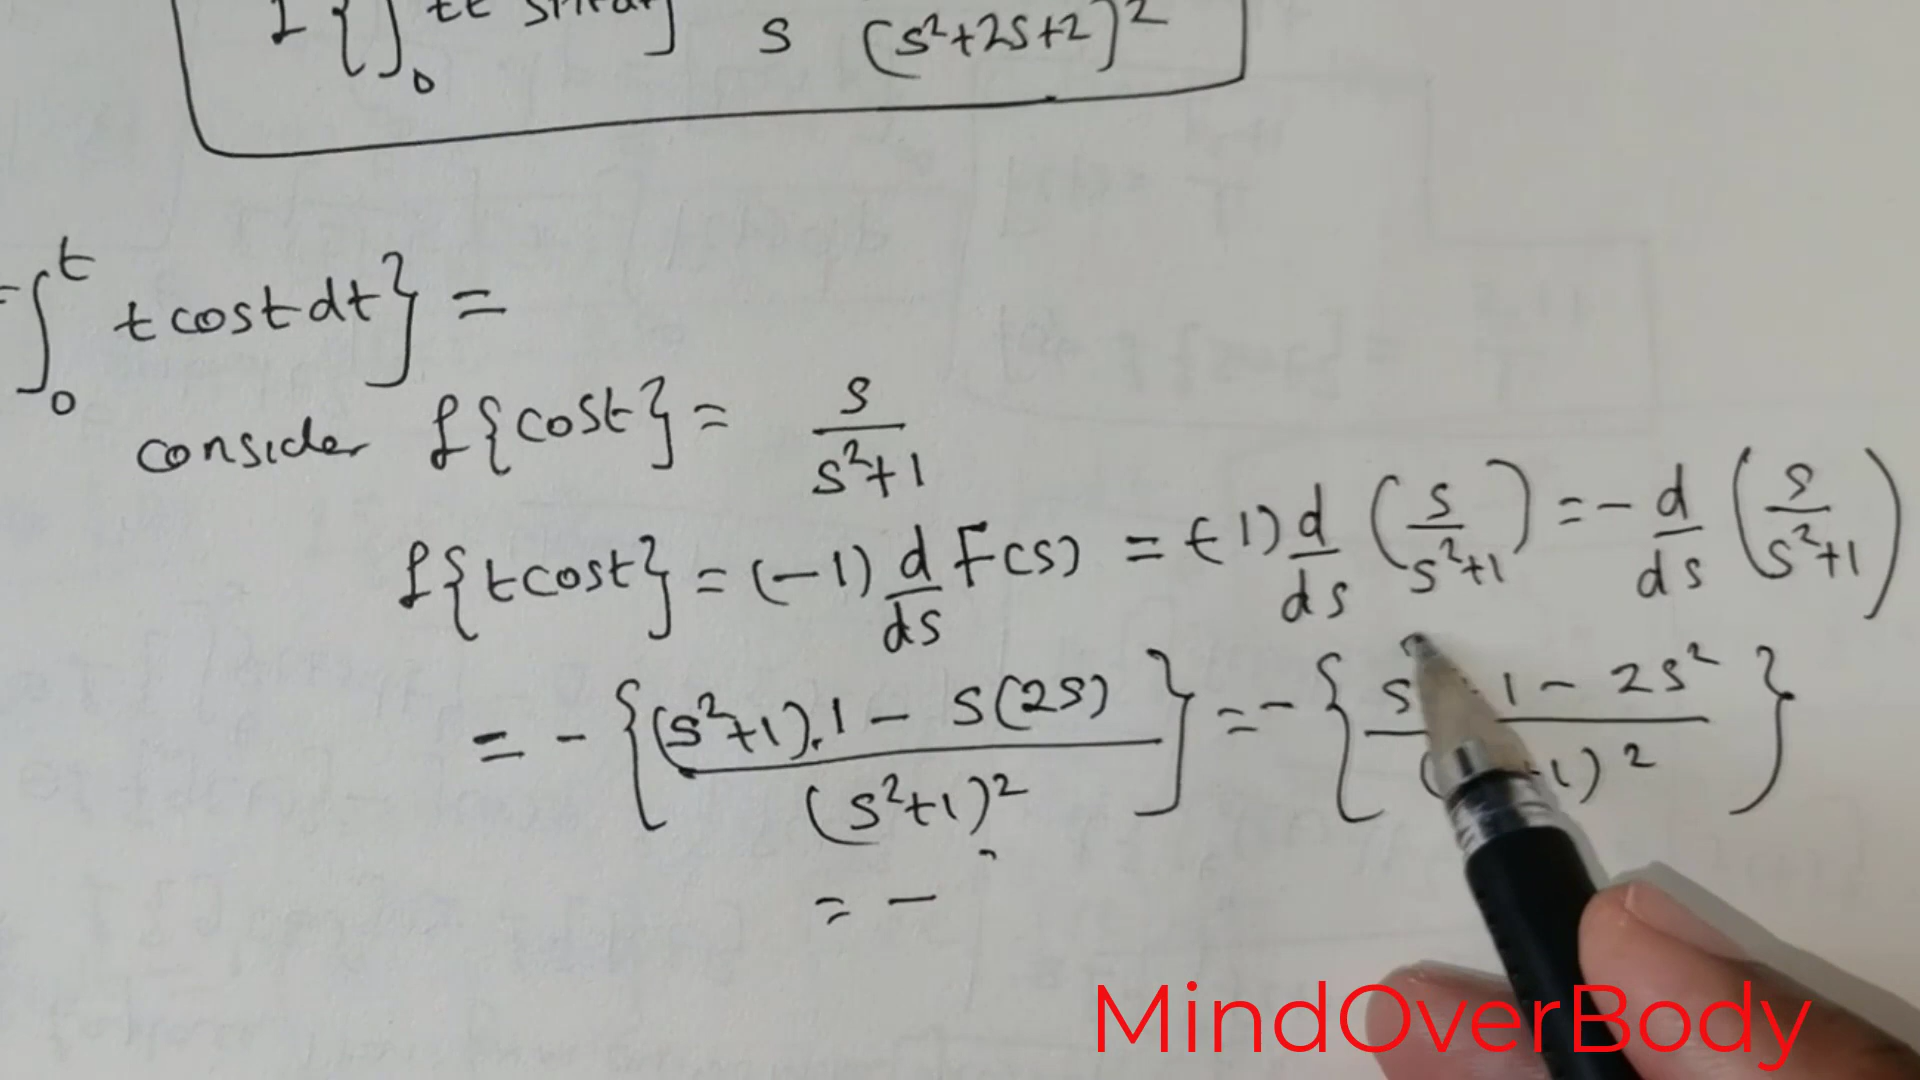 s (s²+2s+2)²
∫₀ᵗ t cost dt} =
consider £{cost} = s/(s²+1)
£{t cost} = (-1) d/ds F(s) = (-1) d/ds (s/(s²+1)) = - d/ds (s/(s²+1))
= - {((s²+1).1 - s(2s))/(s²+1)²} = - {
1 - 2s²
= -
MindOverBody